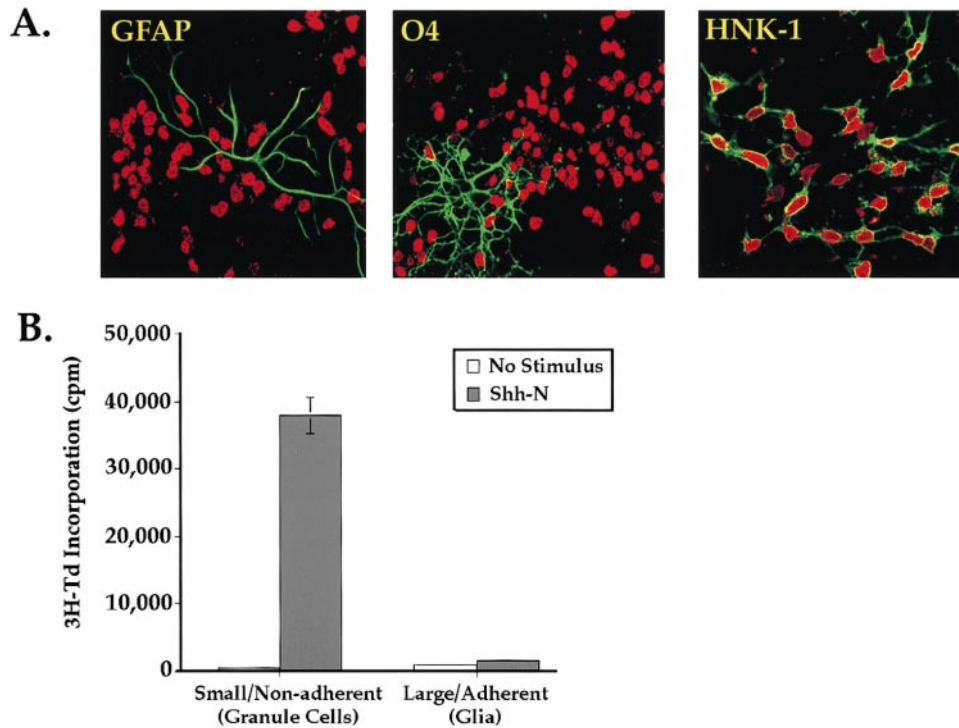 A.
GFAP
O4
HNK-1
B.
3H-Td Incorporation (cpm)
50,000
40,000
30,000
20,000
10,000
0
No Stimulus
Shh-N
Small/Non-adherent
(Granule Cells)
Large/Adherent
(Glia)